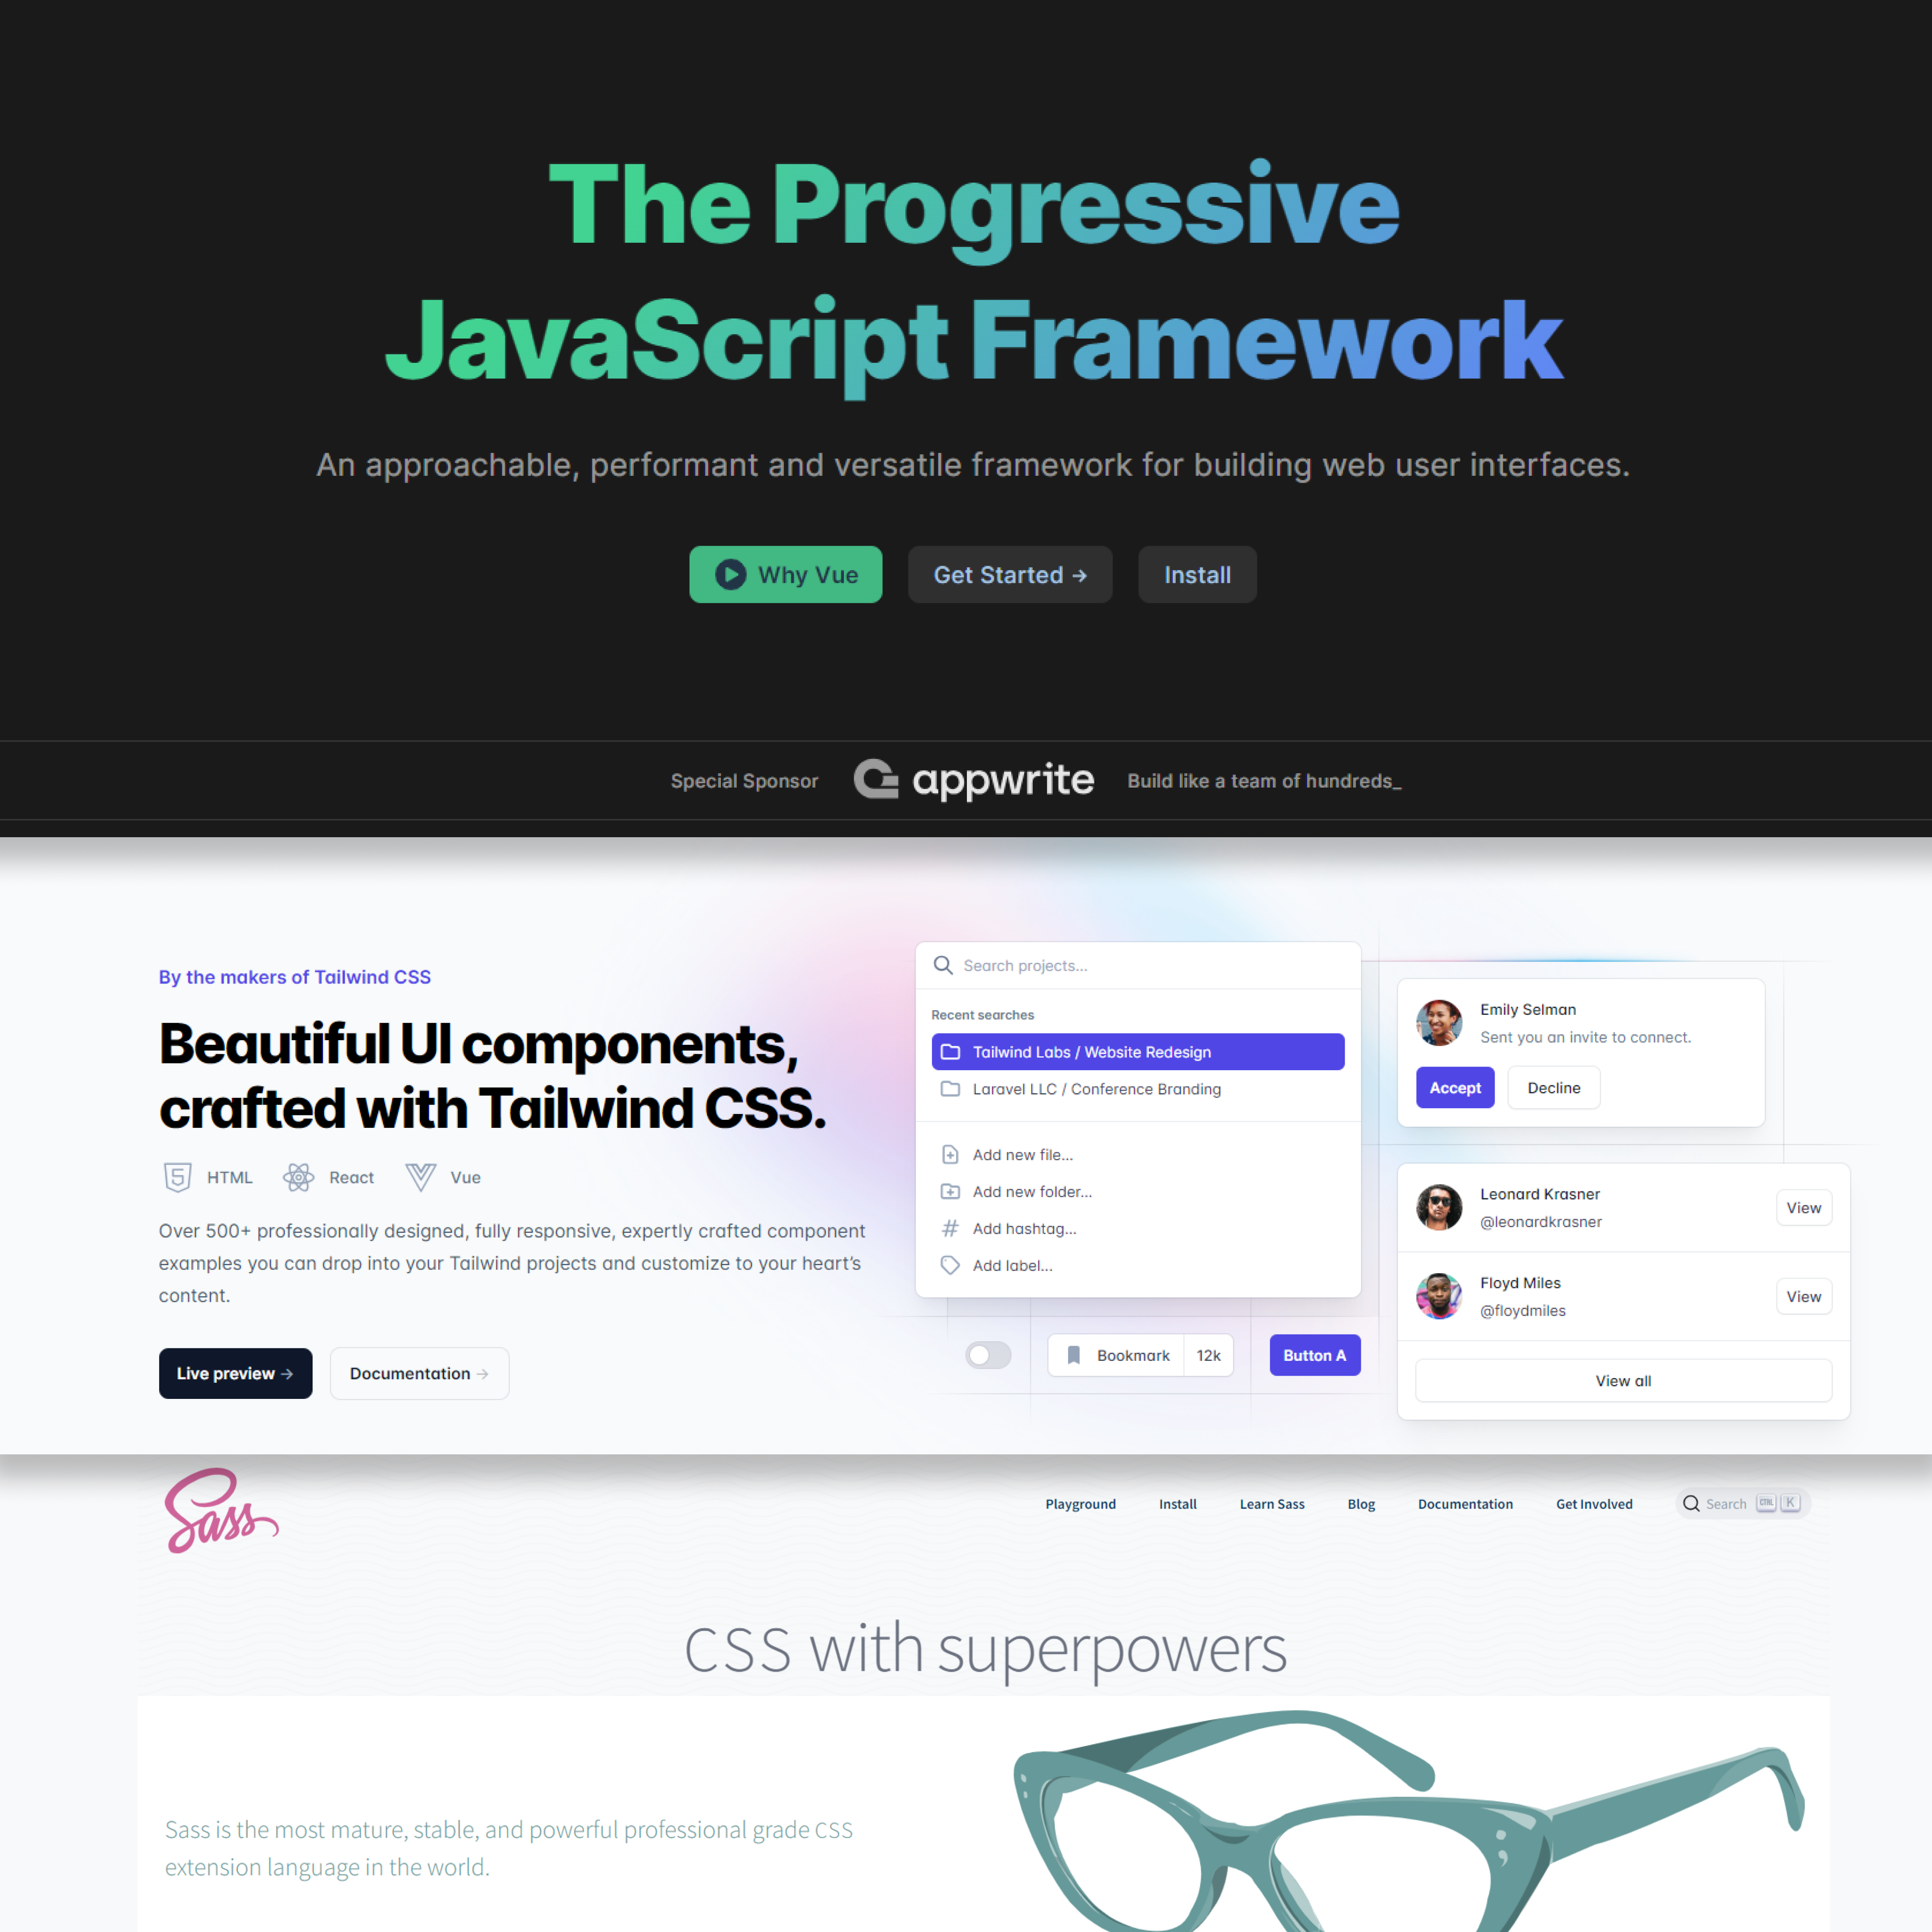 The Progressive
JavaScript Framework
An approachable, performant and versatile framework for building web user interfaces.
Why Vue
Get Started →
Install
Special Sponsor
appwrite
Build like a team of hundreds_
By the makers of Tailwind CSS
Beautiful UI components,
crafted with Tailwind CSS.
HTML
React
Vue
Over 500+ professionally designed, fully responsive, expertly crafted component
examples you can drop into your Tailwind projects and customize to your heart’s
content.
Live preview →
Documentation →
Search projects...
Recent searches
Tailwind Labs / Website Redesign
Laravel LLC / Conference Branding
Add new file...
Add new folder...
Add hashtag...
Add label...
Bookmark 12k
Button A
Emily Selman
Sent you an invite to connect.
Accept
Decline
Leonard Krasner
@leonardkrasner
View
Floyd Miles
@floydmiles
View
View all
Sass
Playground
Install
Learn Sass
Blog
Documentation
Get Involved
Search CTRL K
CSS with superpowers
Sass is the most mature, stable, and powerful professional grade CSS
extension language in the world.